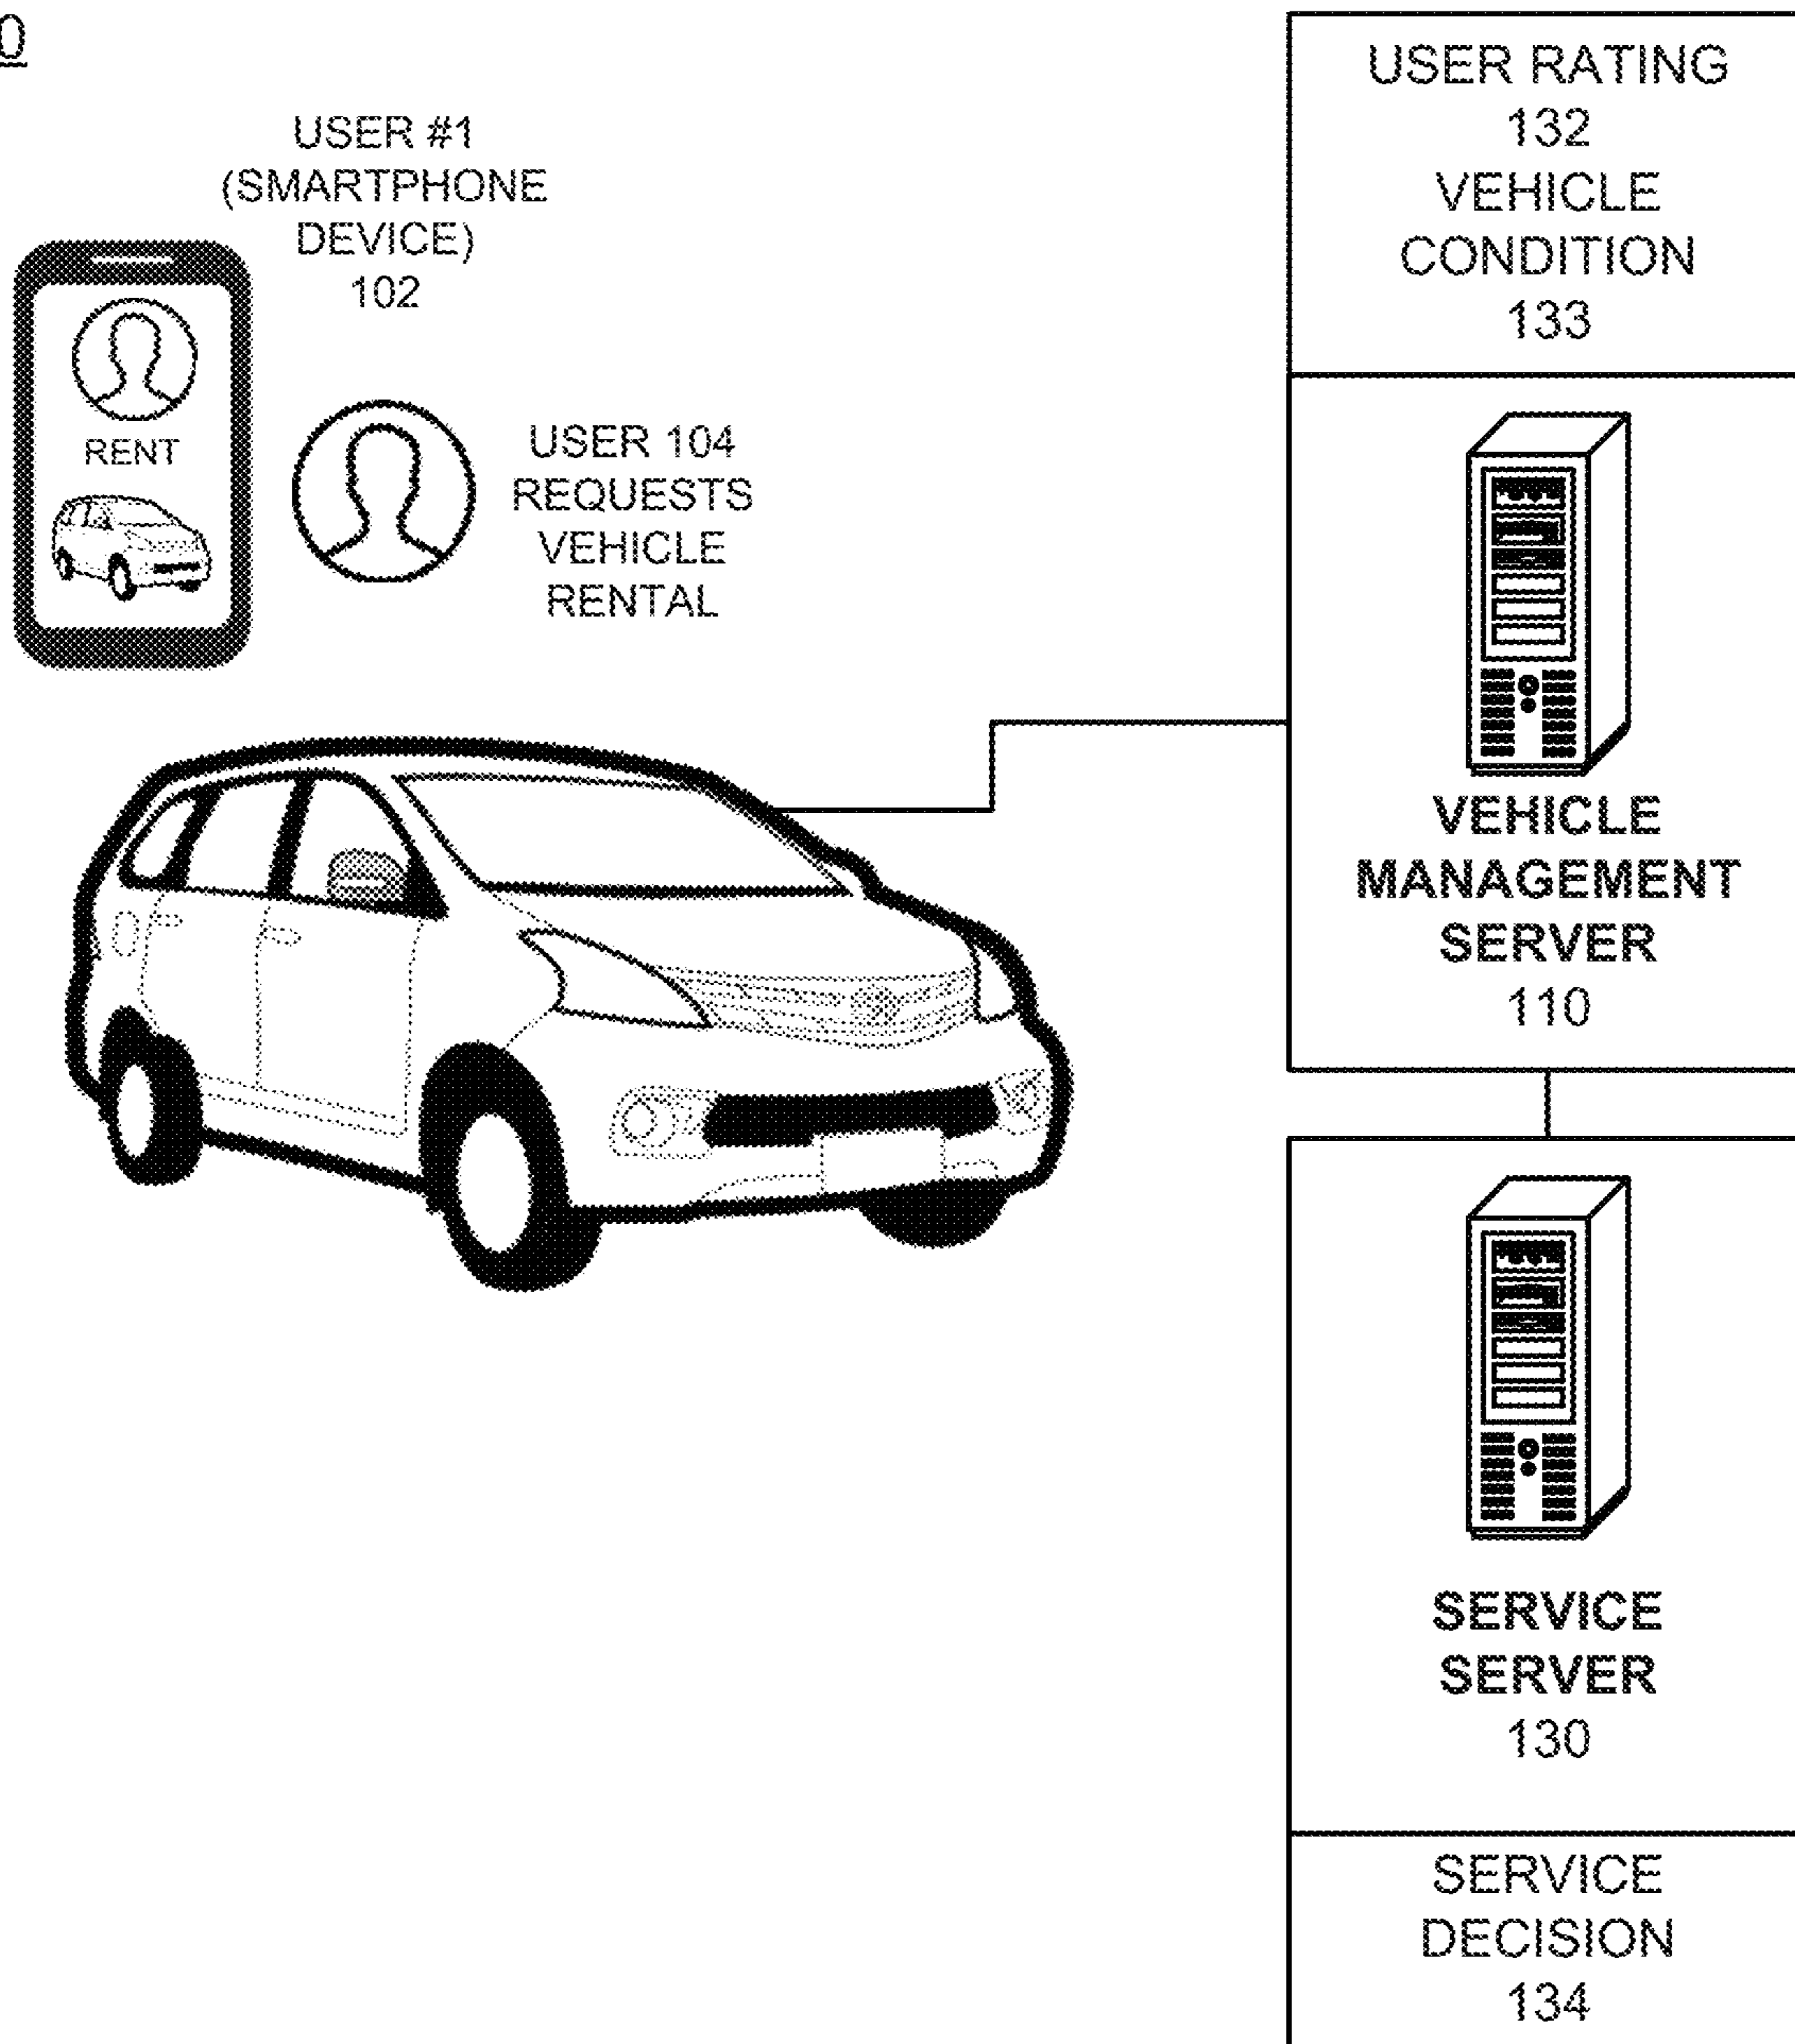 0
USER #1
(SMARTPHONE
DEVICE)
102
RENT
USER 104
REQUESTS
VEHICLE
RENTAL
USER RATING
132
VEHICLE
CONDITION
133
VEHICLE
MANAGEMENT
SERVER
110
SERVICE
SERVER
130
SERVICE
DECISION
134